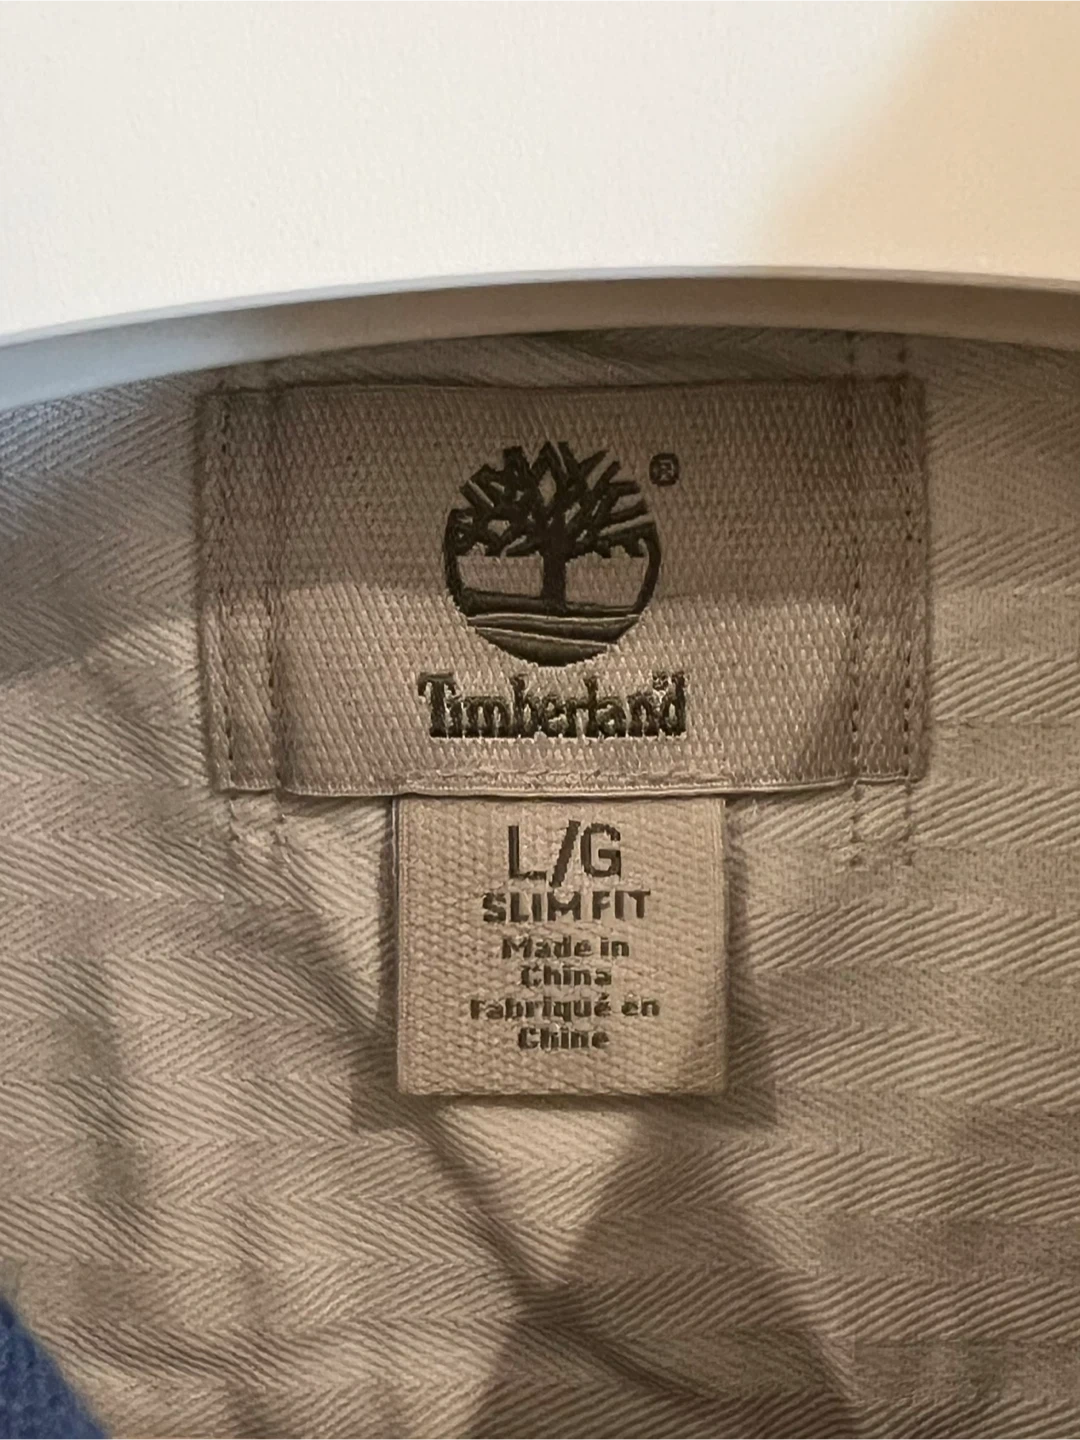 ®
Timberland®
L/G
SLIM FIT
Made in
China
Fabriqué en
Chine